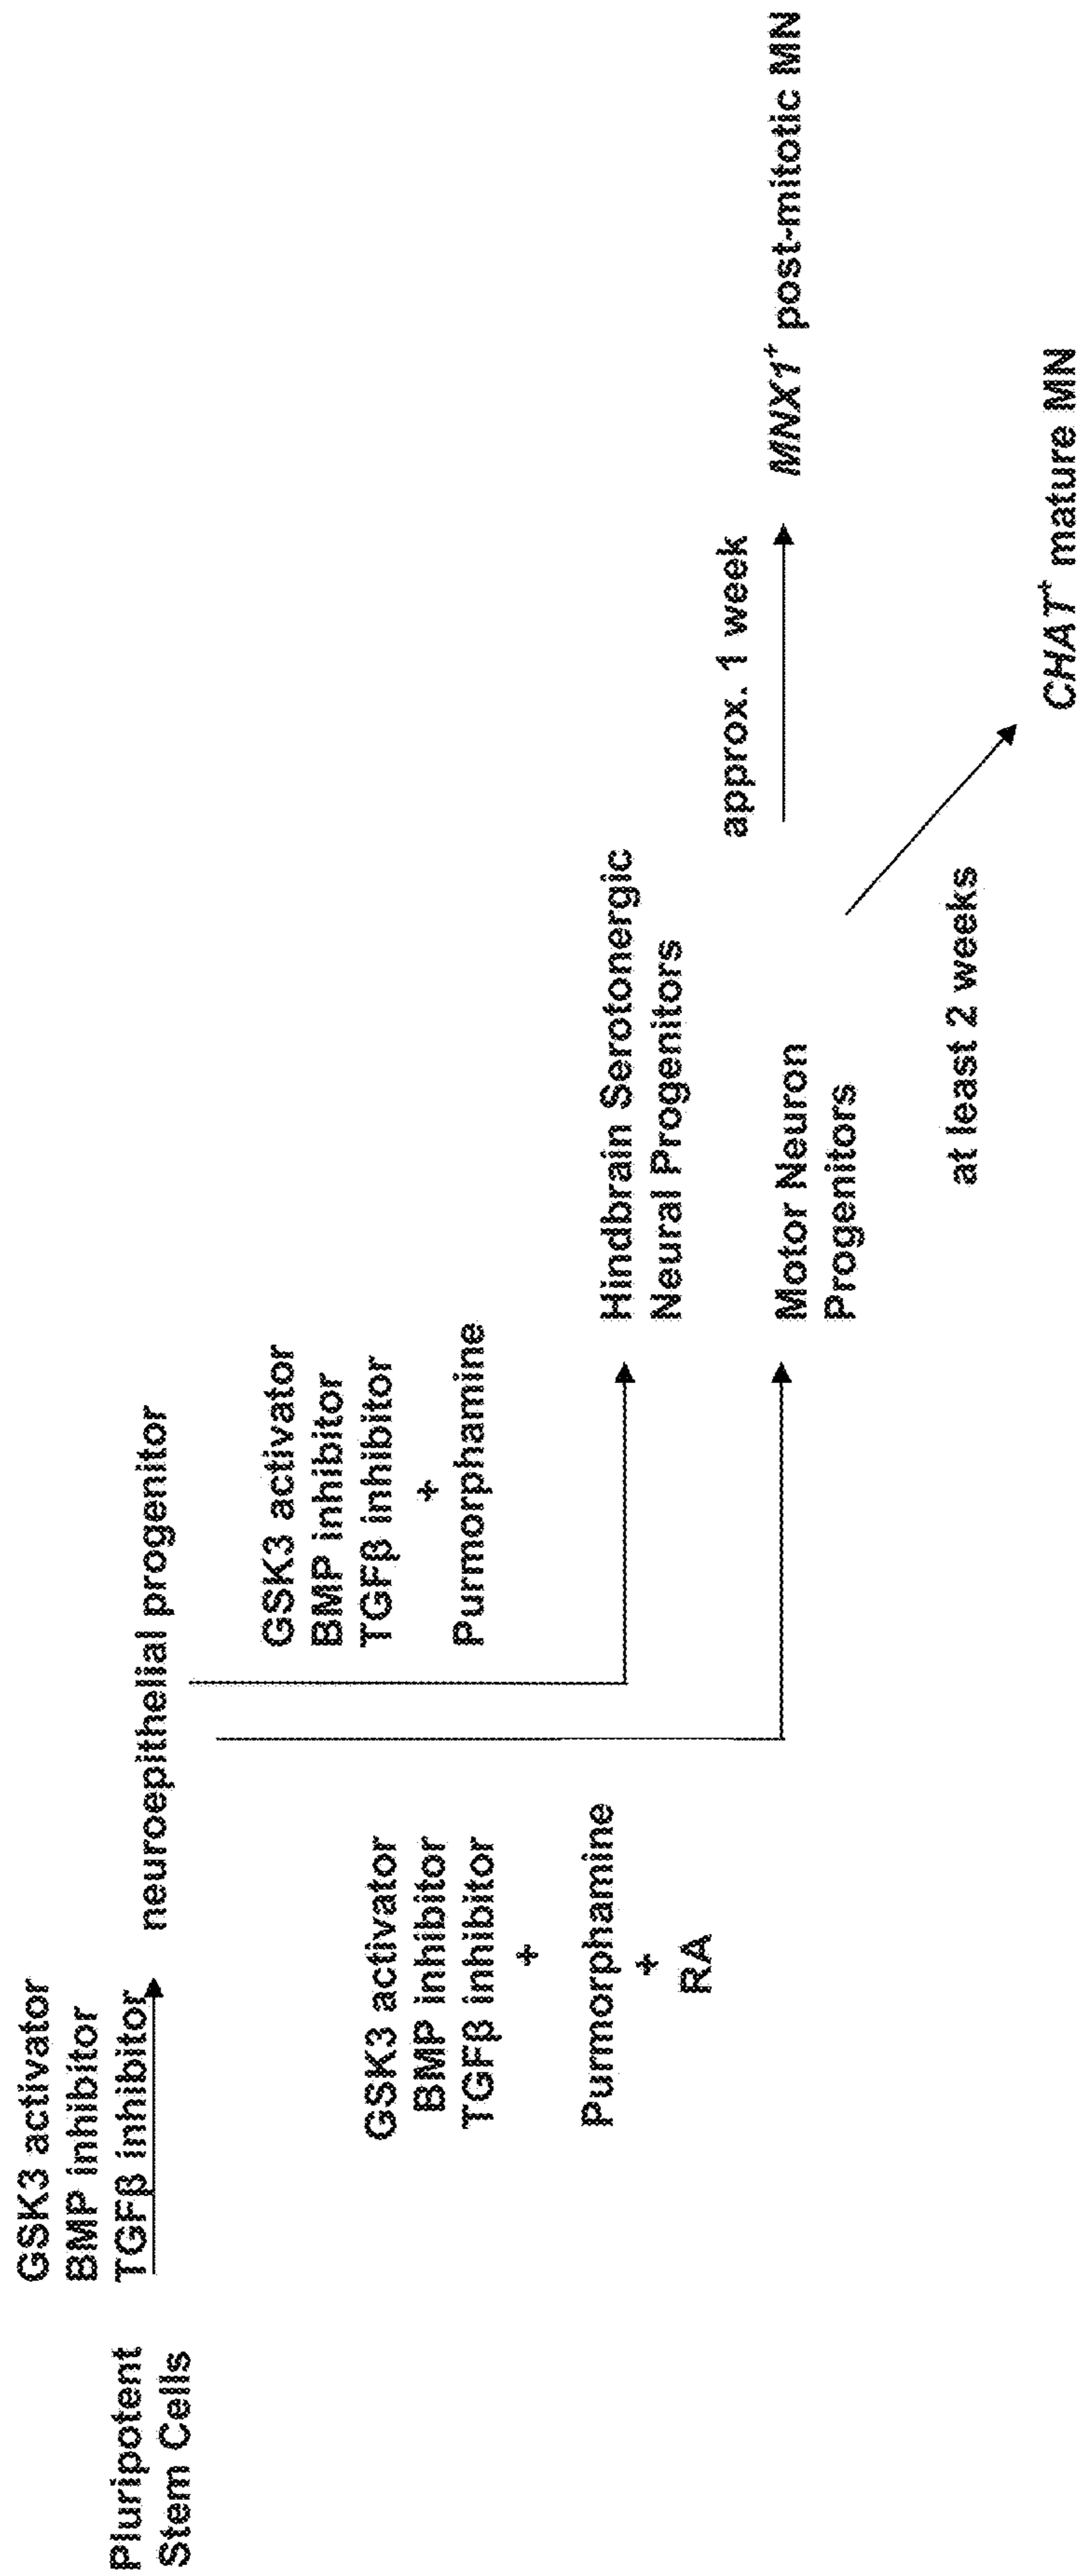 Pluripotent
Stem Cells
GSK3 activator
BMP inhibitor
TGFβ inhibitor
neuroepithelial progenitor
GSK3 activator
BMP inhibitor
TGFβ inhibitor
+
Purmorphamine
GSK3 activator
BMP inhibitor
TGFβ inhibitor
+
Purmorphamine
+
RA
Hindbrain Serotonergic
Neural Progenitors
Motor Neuron
Progenitors
approx. 1 week
MNX1⁺ post-mitotic MN
at least 2 weeks
CHAT⁺ mature MN